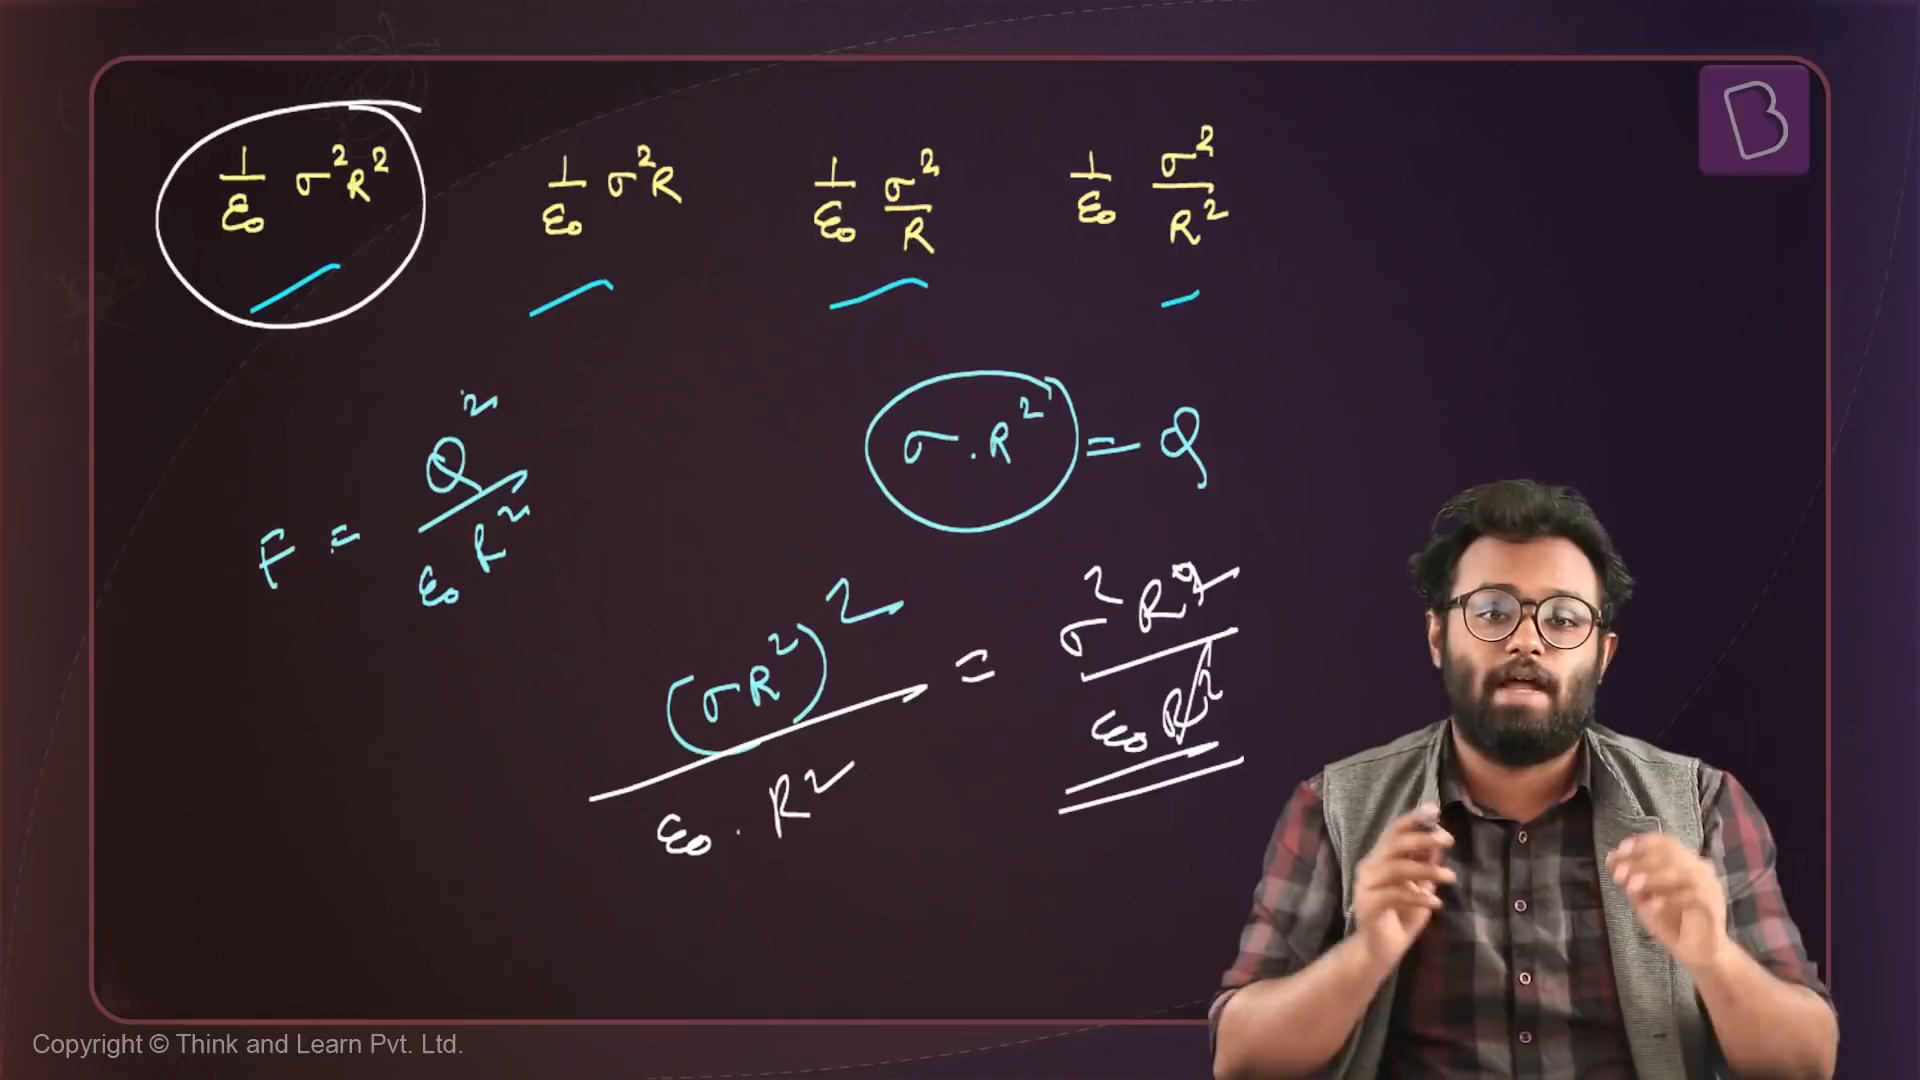 1/ε₀ σ²R²
1/ε₀ σ²R
1/ε₀ σ²/R
1/ε₀ σ²/R²
F = Q²/ε₀R²
σ.R² = Q
(σR²)²/ε₀.R² = σ²R⁴/ε₀R²
B
Copyright © Think and Learn Pvt. Ltd.